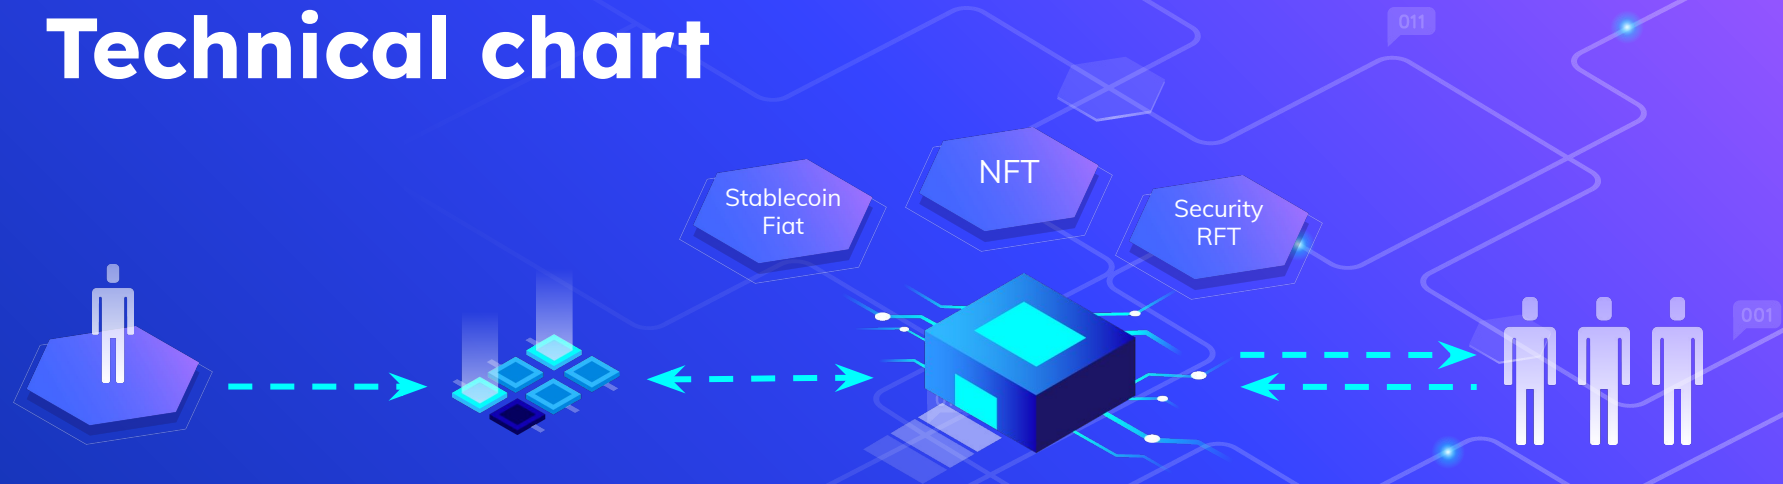 Technical chart
011
NFT
Stablecoin
Fiat
Security
RFT
001